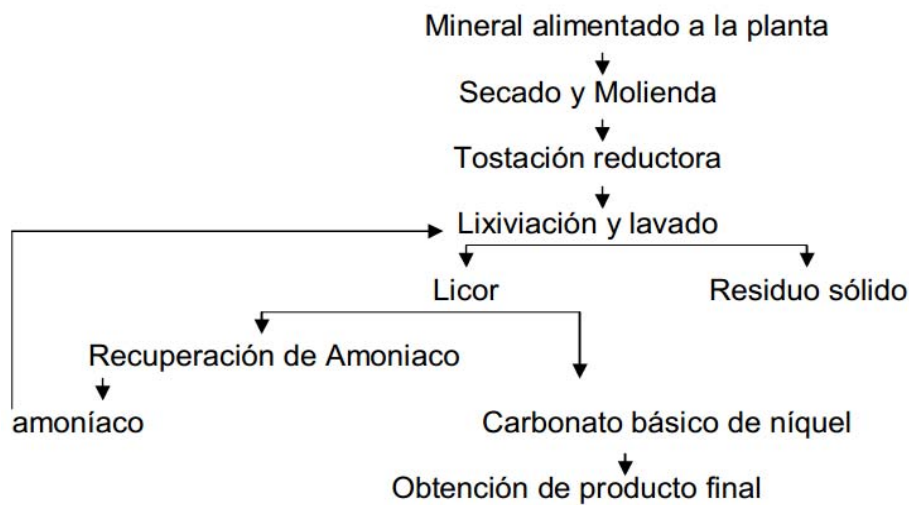 Mineral alimentado a la planta
Secado y Molienda
Tostación reductora
Lixiviación y lavado
Licor
Residuo sólido
Recuperación de Amoniaco
amoníaco
Carbonato básico de níquel
Obtención de producto final